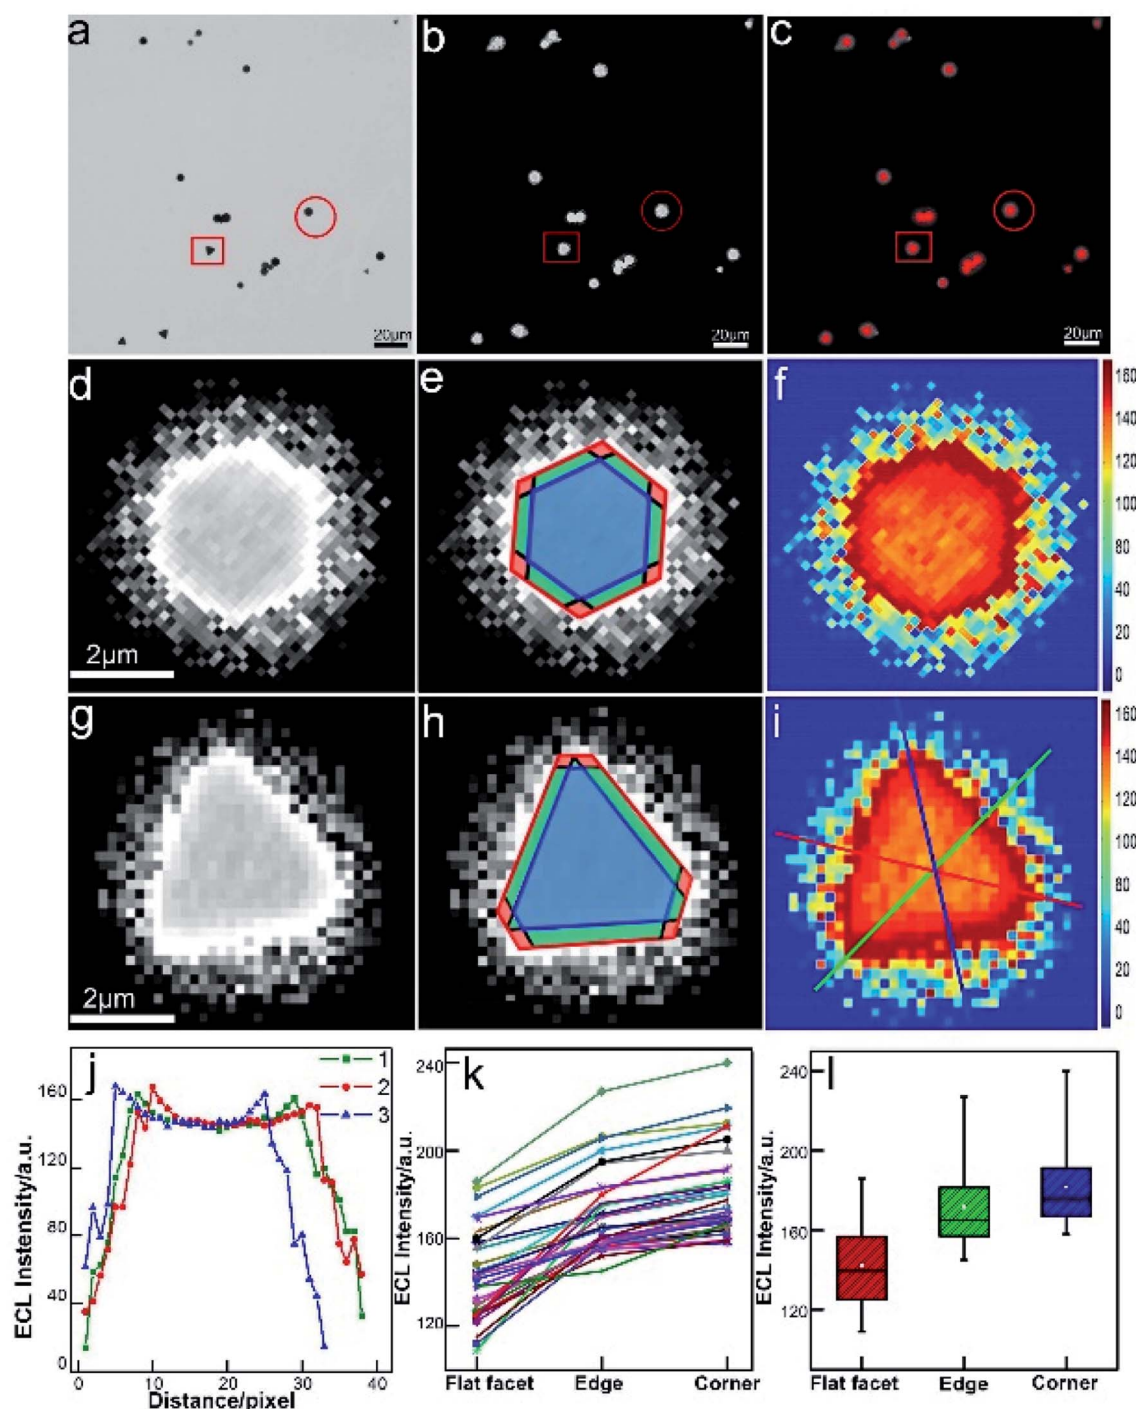 a
b
c
20μm
20μm
20μm
d
2μm
e
f
160
140
120
100
80
60
40
20
0
g
2μm
h
i
160
140
120
100
80
60
40
20
0
j
1
2
3
160
120
80
40
0
ECL Instensity/a.u.
0 10 20 30 40
Distance/pixel
k
240
200
180
160
140
120
ECL Intensity/a.u.
Flat facet Edge Corner
l
240
200
160
120
ECL Intensity/a.u.
Flat facet Edge Corner